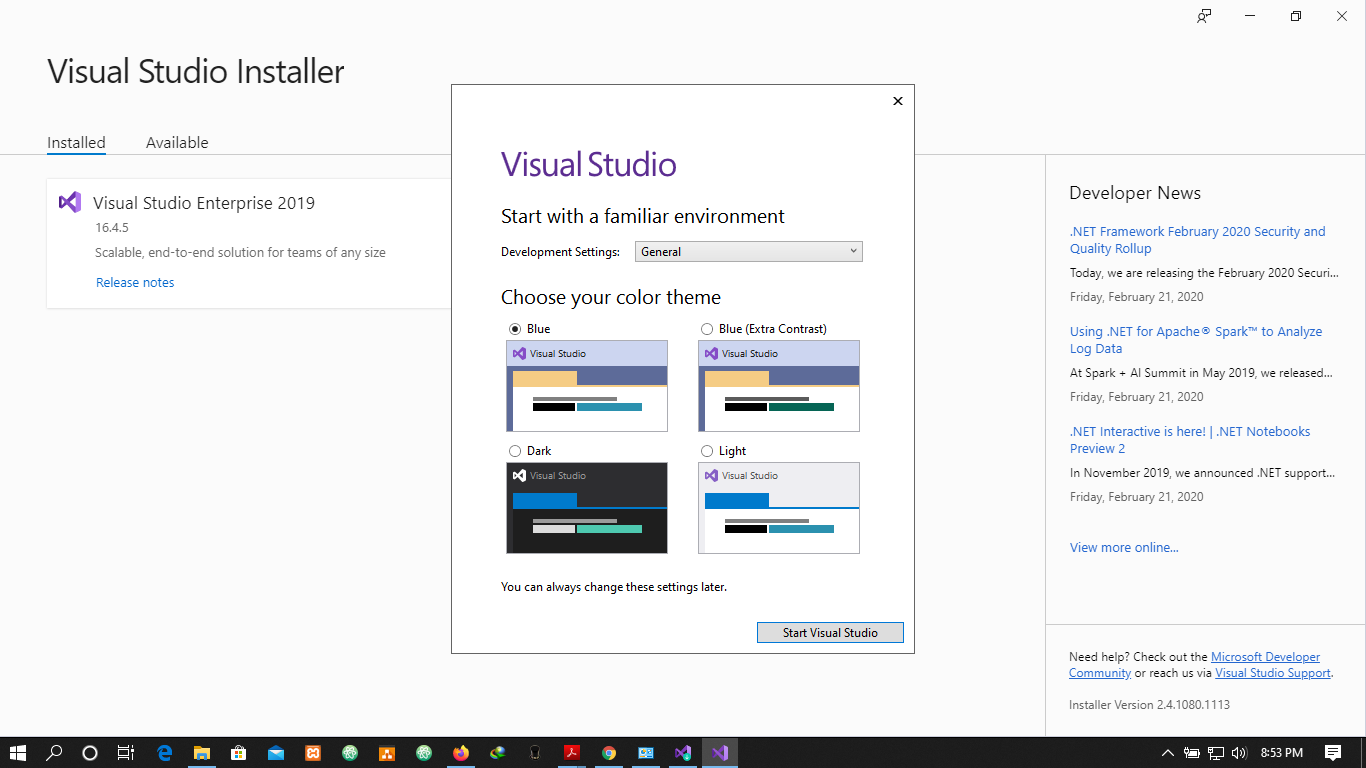 Visual Studio Installer
Installed
Available
Visual Studio Enterprise 2019
16.4.5
Scalable, end-to-end solution for teams of any size
Release notes
Visual Studio
Start with a familiar environment
Development Settings: General
Choose your color theme
Blue
Blue (Extra Contrast)
Visual Studio
Visual Studio
Dark
Light
Visual Studio
Visual Studio
You can always change these settings later.
Start Visual Studio
Developer News
.NET Framework February 2020 Security and
Quality Rollup
Today, we are releasing the February 2020 Securi...
Friday, February 21, 2020
Using .NET for Apache® Spark™ to Analyze
Log Data
At Spark + AI Summit in May 2019, we released...
Friday, February 21, 2020
.NET Interactive is here! | .NET Notebooks
Preview 2
In November 2019, we announced .NET support...
Friday, February 21, 2020
View more online...
Need help? Check out the Microsoft Developer
Community or reach us via Visual Studio Support.
Installer Version 2.4.1080.1113
8:53 PM